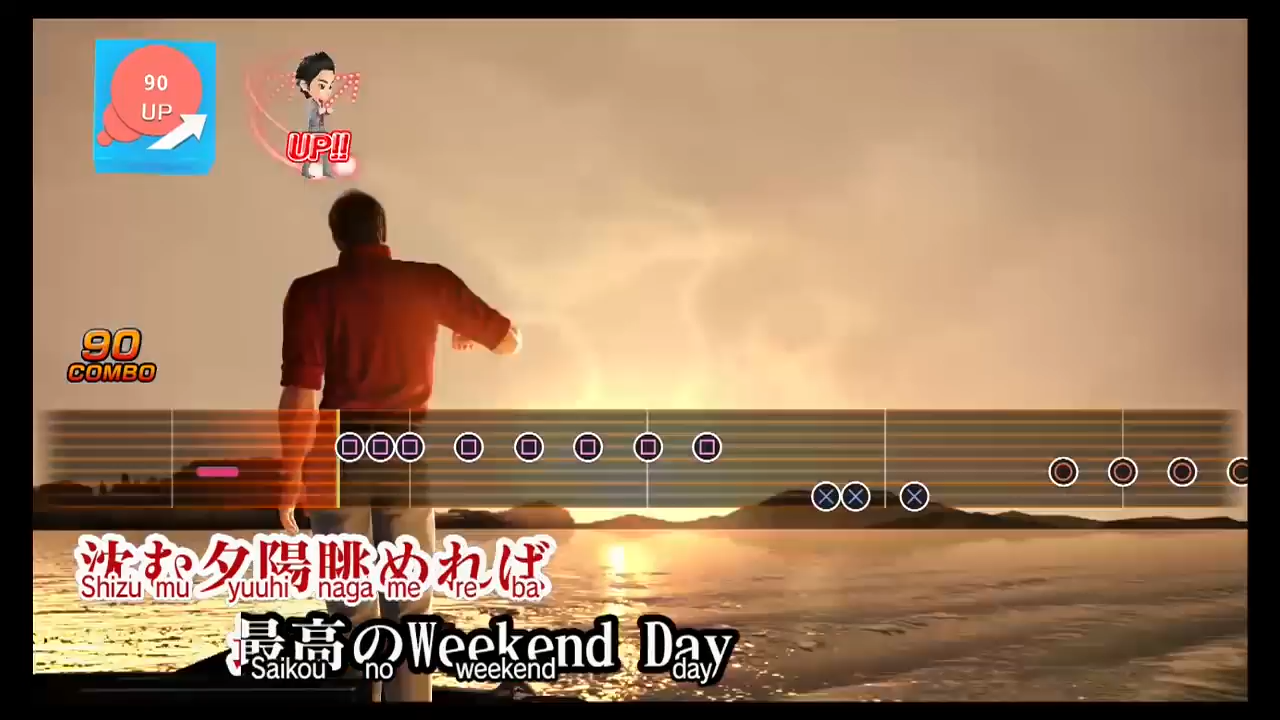 90
UP
UP!!
90
COMBO
沈む夕陽眺めれば
Shizu mu yuuhi naga me re ba
最高のWeekend Day
Saikou no weekend day